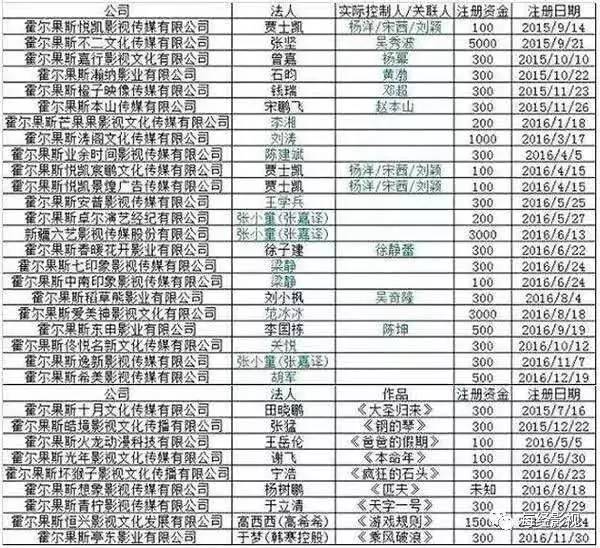 公司 法人 实际控制人/关联人 注册资金 注册日期
霍尔果斯悦凯影视传媒有限公司 贾士凯 杨洋/宋茜/刘颖 100 2015/9/14
霍尔果斯不二文化传媒有限公司 张坚 吴秀波 5000 2015/9/21
霍尔果斯嘉行影视文化有限公司 曾嘉 杨幂 300 2015/10/10
霍尔果斯瀚纳影业有限公司 石昀 黄渤 300 2015/10/22
霍尔果斯橙子映像传媒有限公司 钱瑞 邓超 300 2015/11/23
霍尔果斯本山传媒有限公司 宋鹏飞 赵本山 300 2015/11/26
霍尔果斯芒果果影视文化传媒有限公司 李湘 200 2016/1/18
霍尔果斯涛阁文化传媒有限公司 刘涛 1000 2016/3/17
霍尔果斯业余时间影视传媒有限公司 陈建斌 300 2016/4/5
霍尔果斯悦凯宸鹏文化传媒有限公司 贾士凯 杨洋/宋茜/刘颖 100 2016/4/15
霍尔果斯悦凯景煌广告传媒有限公司 贾士凯 杨洋/宋茜/刘颖 100 2016/4/15
霍尔果斯安普影视传媒有限公司 王学兵 300 2016/5/25
霍尔果斯卓尔演艺经纪有限公司 张小童(张嘉译) 200 2016/5/27
新疆六艺影视传媒股份有限公司 张小童(张嘉译) 3000 2016/6/13
霍尔果斯春暖花开影业有限公司 徐子建 徐静蕾 300 2016/6/22
霍尔果斯七印象影视传媒有限公司 梁静 300 2016/6/24
霍尔果斯中南印象影视传媒有限公司 梁静 100 2016/6/24
霍尔果斯稻草熊影业有限公司 刘小枫 吴奇隆 300 2016/8/4
霍尔果斯爱美神影视文化有限公司 范冰冰 3000 2016/8/18
霍尔果斯东申影业有限公司 李国栋 陈坤 500 2016/9/19
霍尔果斯佟悦名新文化传媒有限公司 关悦 300 2016/10/12
霍尔果斯逸新影视传媒有限公司 张小童(张嘉译) 300 2016/11/7
霍尔果斯希美影视传媒有限公司 胡军 500 2016/12/19
公司 法人 作品 注册资金 注册日期
霍尔果斯十月文化传媒有限公司 田晓鹏 《大圣归来》 300 2015/7/16
霍尔果斯皓境影视文化传播有限公司 张猛 《钢的琴》 300 2015/12/22
霍尔果斯火龙动漫科技有限公司 王岳伦 《爸爸的假期》 100 2016/5/5
霍尔果斯光年影视文化有限公司 谢飞 《本命年》 100 2016/5/30
霍尔果斯坏猴子影视文化传播有限公司 宁浩 《疯狂的石头》 300 2016/6/23
霍尔果斯想象影视传媒有限公司 杨树鹏 《匹夫》 未知 2016/8/18
霍尔果斯青柠影视传媒有限公司 于立清 《天字一号》 300 2016/8/29
霍尔果斯恒兴影视文化发展有限公司 高西西(高希希) 《游戏规则》
霍尔果斯亭东影业有限公司 于梦(韩寒控股) 《乘风破浪》 300 2016/11/30